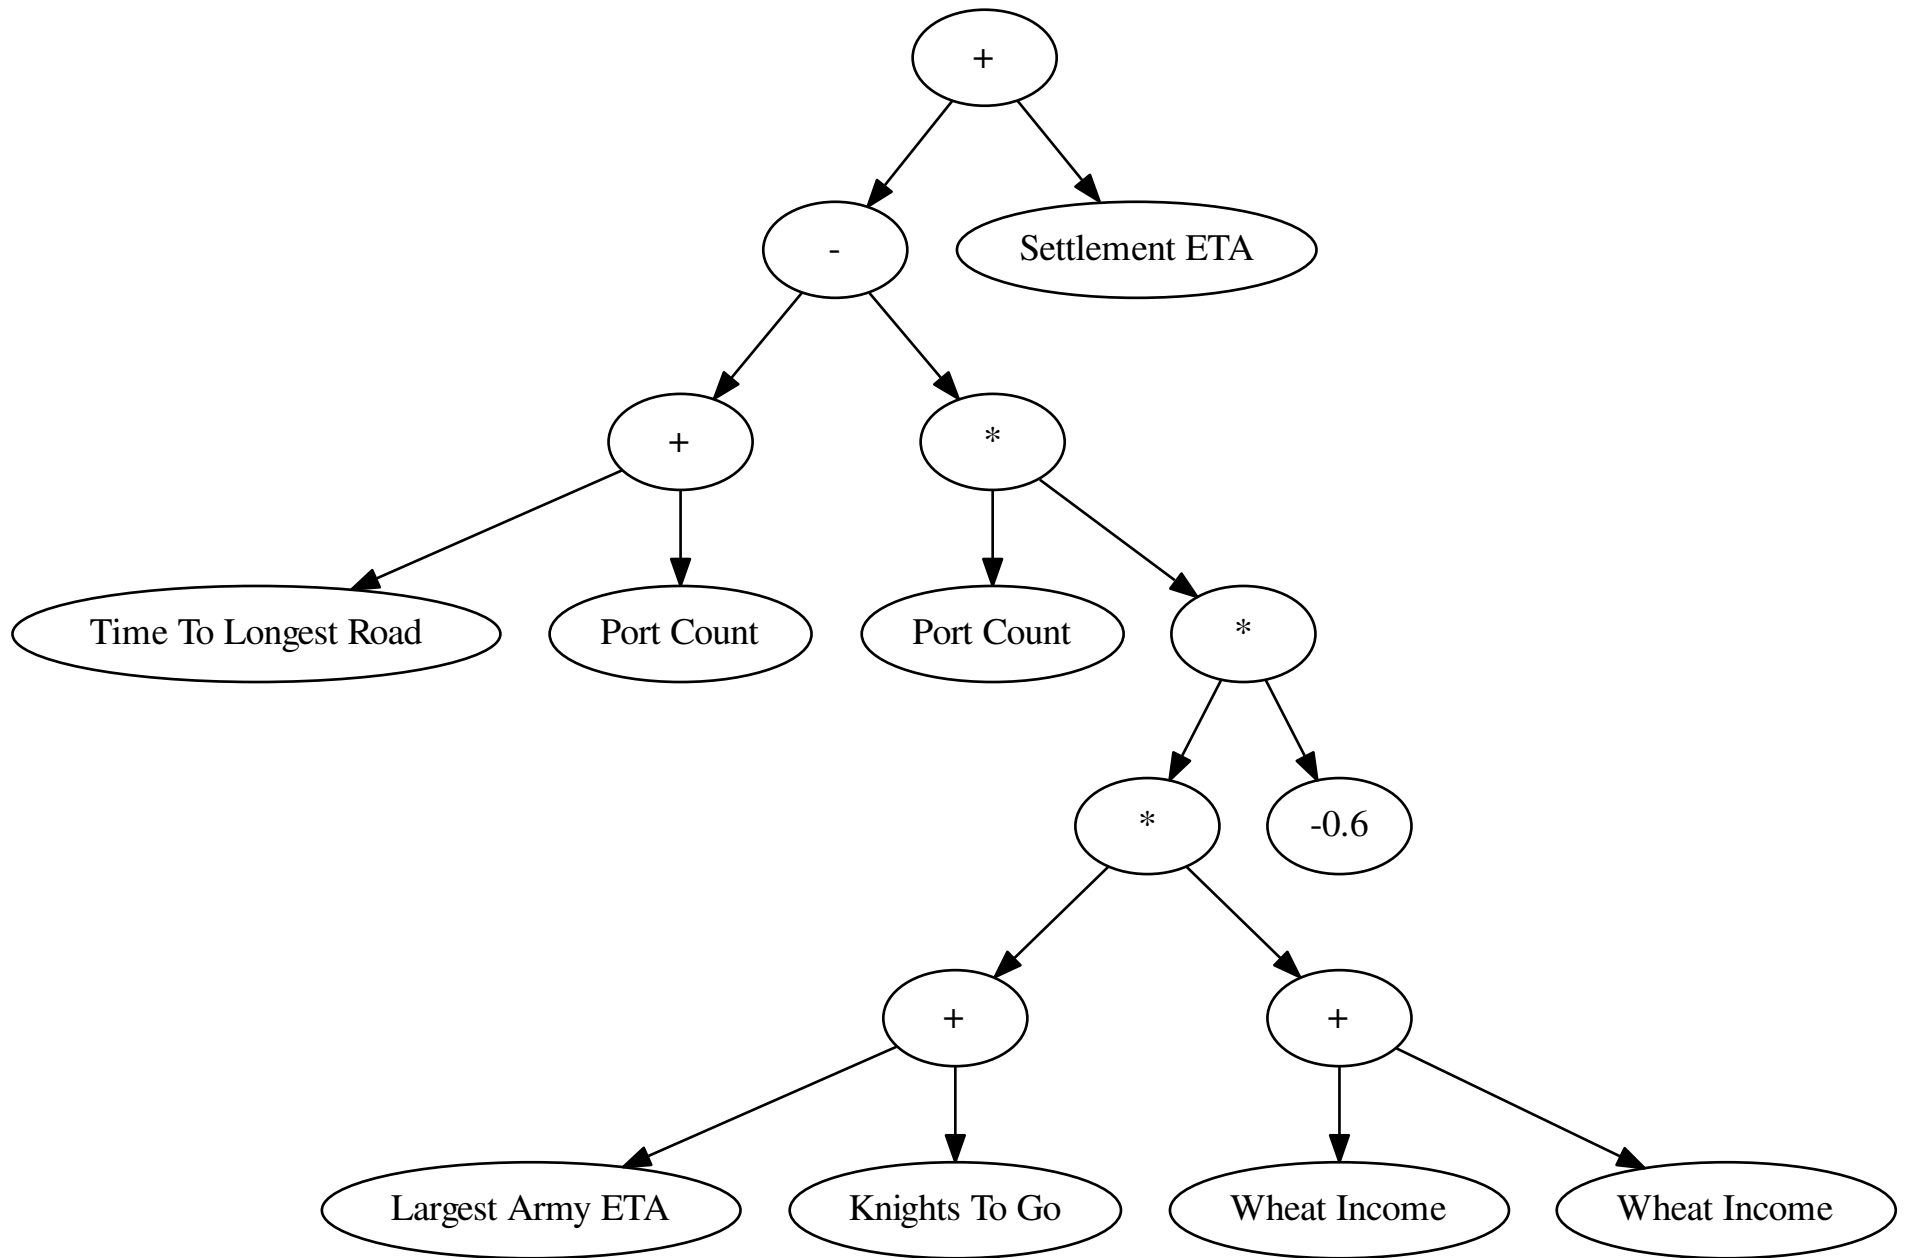 +
-
Settlement ETA
+
*
Time To Longest Road
Port Count
Port Count
*
*
-0.6
+
+
Largest Army ETA
Knights To Go
Wheat Income
Wheat Income